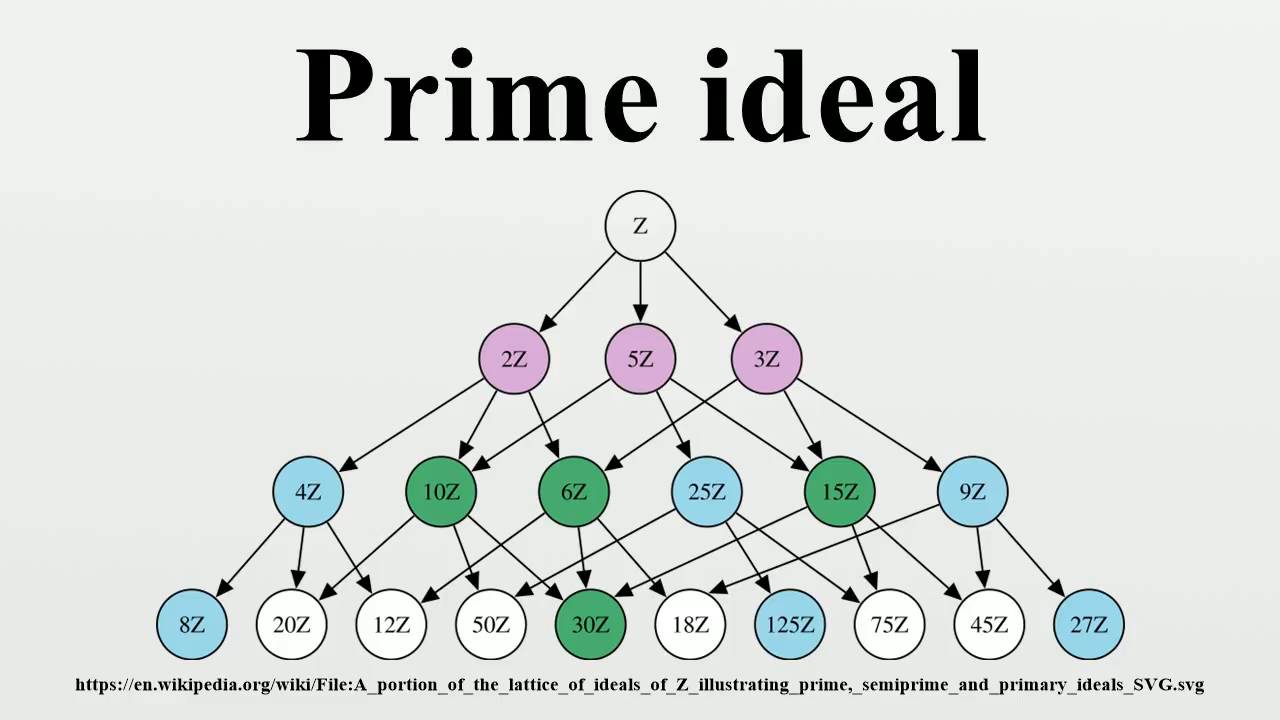 Prime ideal
Z
2Z 5Z 3Z
4Z 10Z 6Z 25Z 15Z 9Z
8Z 20Z 12Z 50Z 30Z 18Z 125Z 75Z 45Z 27Z
https://en.wikipedia.org/wiki/File:A_portion_of_the_lattice_of_ideals_of_Z_illustrating_prime,_semiprime_and_primary_ideals_SVG.svg